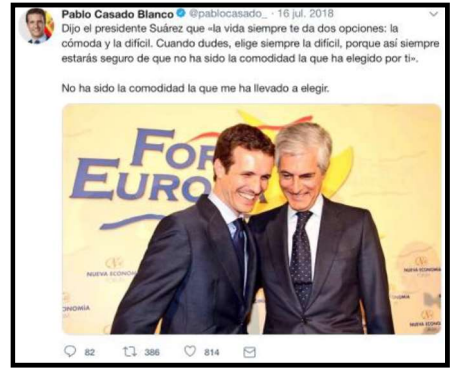 Pablo Casado Blanco @pablocasado_ · 16 jul. 2018
Dijo el presidente Suárez que «la vida siempre te da dos opciones: la
cómoda y la difícil. Cuando dudes, elige siempre la difícil, porque así siempre
estarás seguro de que no ha sido la comodidad la que ha elegido por ti».
No ha sido la comodidad la que me ha llevado a elegir.
FOR
EURO
NUEVA ECONOMÍA
NUEVA ECONOMÍA
ONOMÍA
NUEVA ECONO
82 386 814